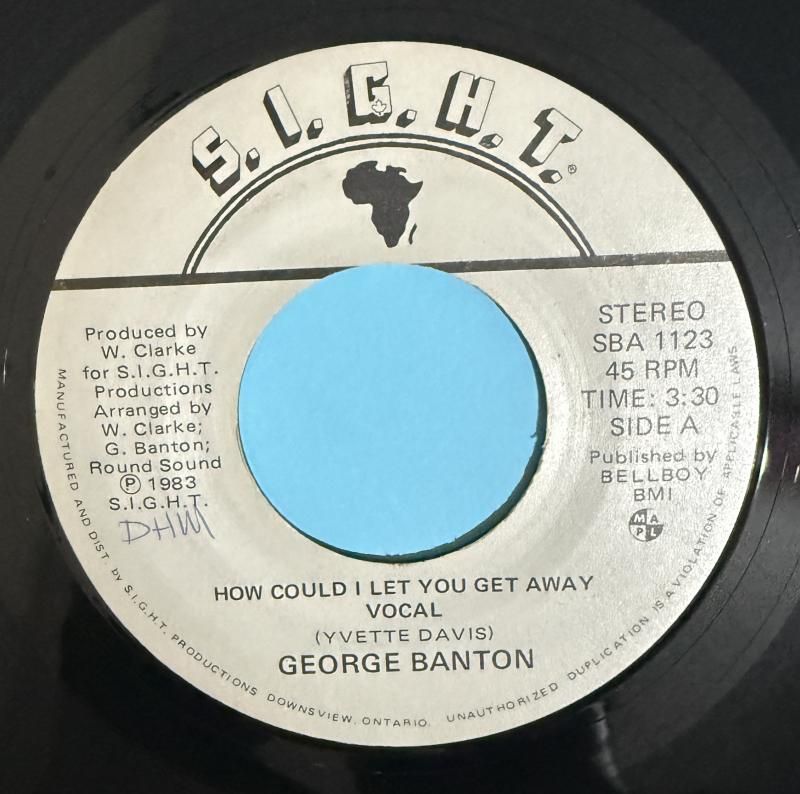 S.I.G.H.T.®
Produced by
W. Clarke
for S.I.G.H.T.
Productions
Arranged by
W. Clarke;
G. Banton;
Round Sound
Ⓟ 1983
S.I.G.H.T.
DHW
STEREO
SBA 1123
45 RPM
TIME: 3:30
SIDE A
Published by
BELLBOY
BMI
MAPL
HOW COULD I LET YOU GET AWAY
VOCAL
(YVETTE DAVIS)
GEORGE BANTON
MANUFACTURED AND DIST. by S.I.G.H.T. PRODUCTIONS DOWNSVIEW, ONTARIO. UNAUTHORIZED DUPLICATION IS A VIOLATION OF APPLICABLE LAWS